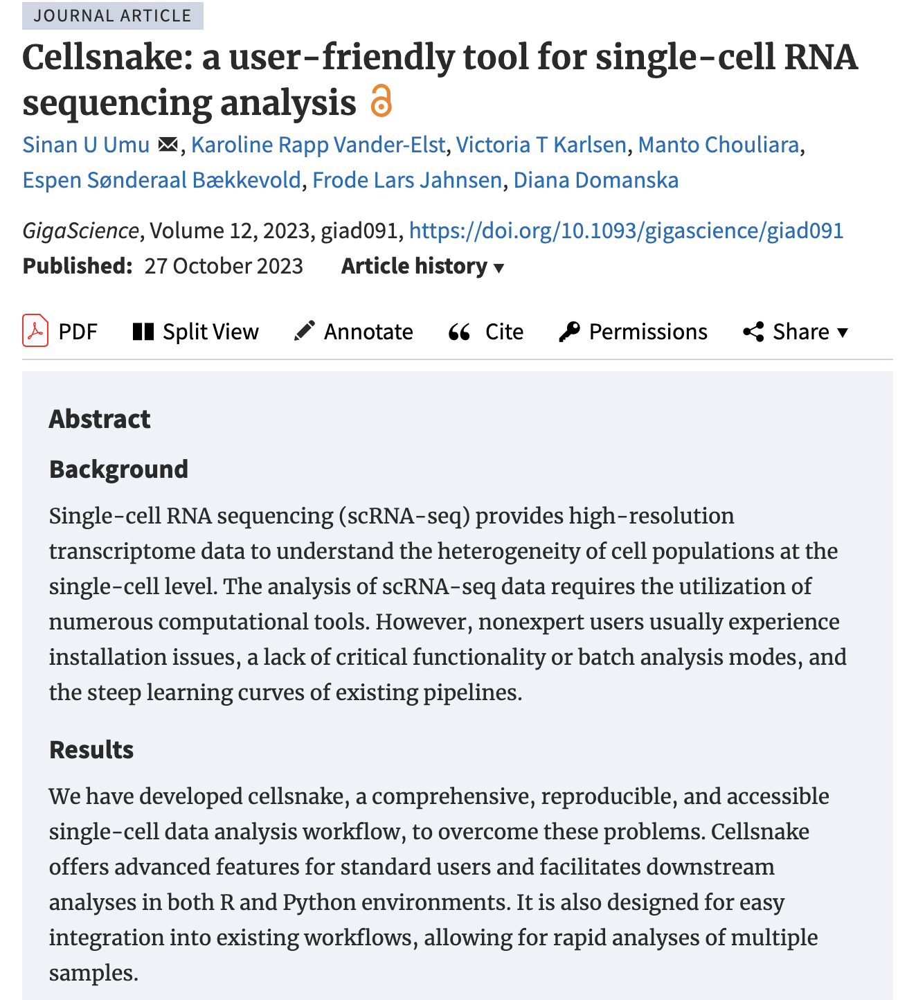 JOURNAL ARTICLE
Cellsnake: a user-friendly tool for single-cell RNA
sequencing analysis
Sinan U Umu, Karoline Rapp Vander-Elst, Victoria T Karlsen, Manto Chouliara,
Espen Sønderaal Bækkevold, Frode Lars Jahnsen, Diana Domanska
GigaScience, Volume 12, 2023, giad091, https://doi.org/10.1093/gigascience/giad091
Published: 27 October 2023 Article history ▼
PDF Split View Annotate Cite Permissions Share ▼
Abstract
Background
Single-cell RNA sequencing (scRNA-seq) provides high-resolution
transcriptome data to understand the heterogeneity of cell populations at the
single-cell level. The analysis of scRNA-seq data requires the utilization of
numerous computational tools. However, nonexpert users usually experience
installation issues, a lack of critical functionality or batch analysis modes, and
the steep learning curves of existing pipelines.
Results
We have developed cellsnake, a comprehensive, reproducible, and accessible
single-cell data analysis workflow, to overcome these problems. Cellsnake
offers advanced features for standard users and facilitates downstream
analyses in both R and Python environments. It is also designed for easy
integration into existing workflows, allowing for rapid analyses of multiple
samples.